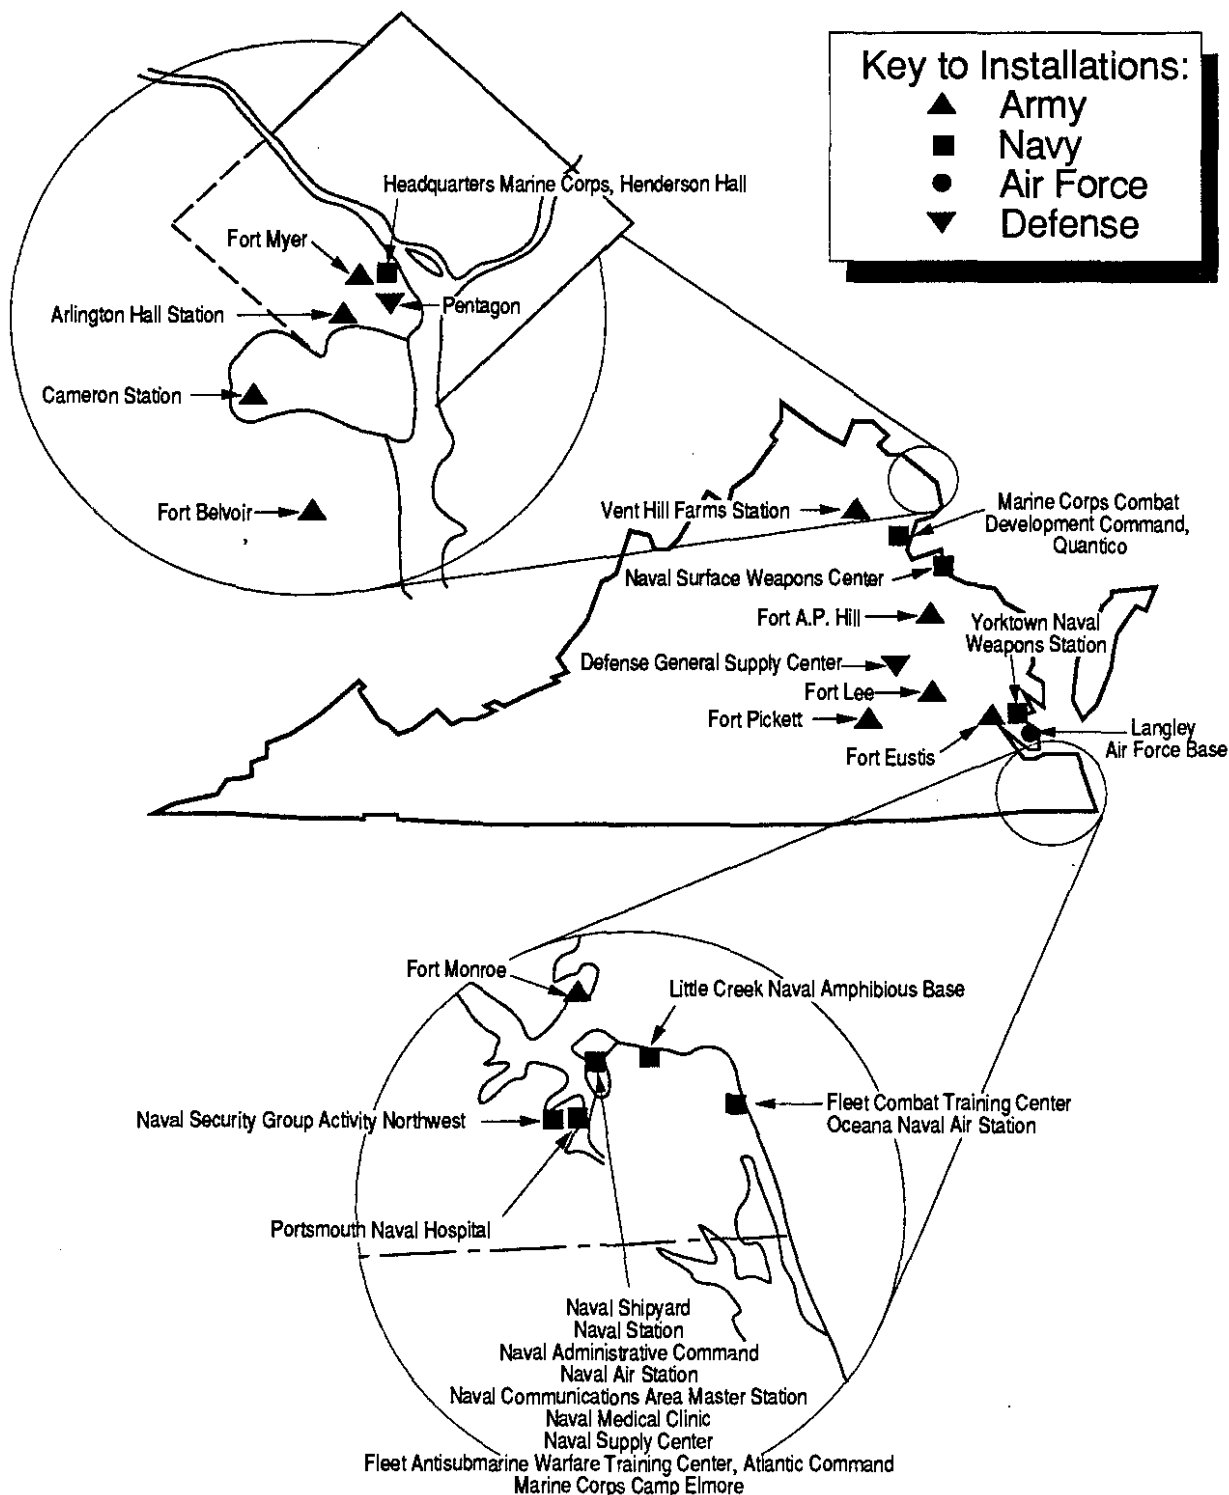 Key to Installations:
Army
Navy
Air Force
Defense
Headquarters Marine Corps, Henderson Hall
Fort Myer
Pentagon
Arlington Hall Station
Cameron Station
Fort Belvoir
Vent Hill Farms Station
Marine Corps Combat
Development Command,
Quantico
Naval Surface Weapons Center
Fort A.P. Hill
Yorktown Naval
Weapons Station
Defense General Supply Center
Fort Lee
Fort Pickett
Fort Eustis
Langley
Air Force Base
Fort Monroe
Little Creek Naval Amphibious Base
Naval Security Group Activity Northwest
Fleet Combat Training Center
Oceana Naval Air Station
Portsmouth Naval Hospital
Naval Shipyard
Naval Station
Naval Administrative Command
Naval Air Station
Naval Communications Area Master Station
Naval Medical Clinic
Naval Supply Center
Fleet Antisubmarine Warfare Training Center, Atlantic Command
Marine Corps Camp Elmore